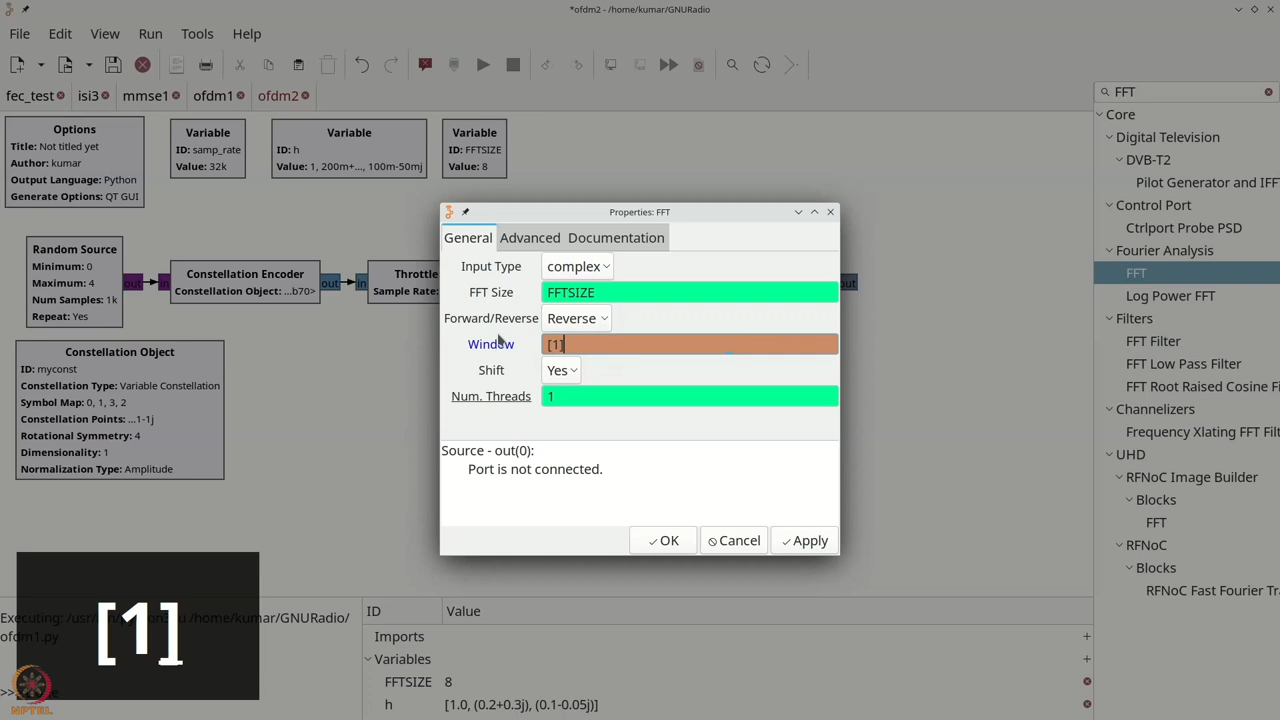 *ofdm2 - /home/kumar/GNURadio
File Edit View Run Tools Help
fec_test isi3 mmse1 ofdm1 ofdm2
FFT
Options
Title: Not titled yet
Author: kumar
Output Language: Python
Generate Options: QT GUI
Variable
ID: samp_rate
Value: 32k
Variable
ID: h
Value: 1, 200m+..., 100m-50mj
Variable
ID: FFTSIZE
Value: 8
Random Source
Minimum: 0
Maximum: 4
Num Samples: 1k
Repeat: Yes
out
in
Constellation Encoder
Constellation Object: ...b70>
out
in
Throttle
Sample Rate:
out
Constellation Object
ID: myconst
Constellation Type: Variable Constellation
Symbol Map: 0, 1, 3, 2
Constellation Points: ...1-1j
Rotational Symmetry: 4
Dimensionality: 1
Normalization Type: Amplitude
Properties: FFT
General Advanced Documentation
Input Type complex
FFT Size FFTSIZE
Forward/Reverse Reverse
Window [1]
Shift Yes
Num. Threads 1
Source - out(0):
Port is not connected.
OK Cancel Apply
Core
Digital Television
DVB-T2
Pilot Generator and IFF
Control Port
Ctrlport Probe PSD
Fourier Analysis
FFT
Log Power FFT
Filters
FFT Filter
FFT Low Pass Filter
FFT Root Raised Cosine Fi
Channelizers
Frequency Xlating FFT Filt
UHD
RFNoC Image Builder
Blocks
FFT
RFNoC
Blocks
RFNoC Fast Fourier Tra
Executing: /usr/ /home/kumar/GNURadio/
ofdm1.py
>>>
[1]
NPTEL
ID Value
Imports
Variables
FFTSIZE 8
h [1.0, (0.2+0.3j), (0.1-0.05j)]